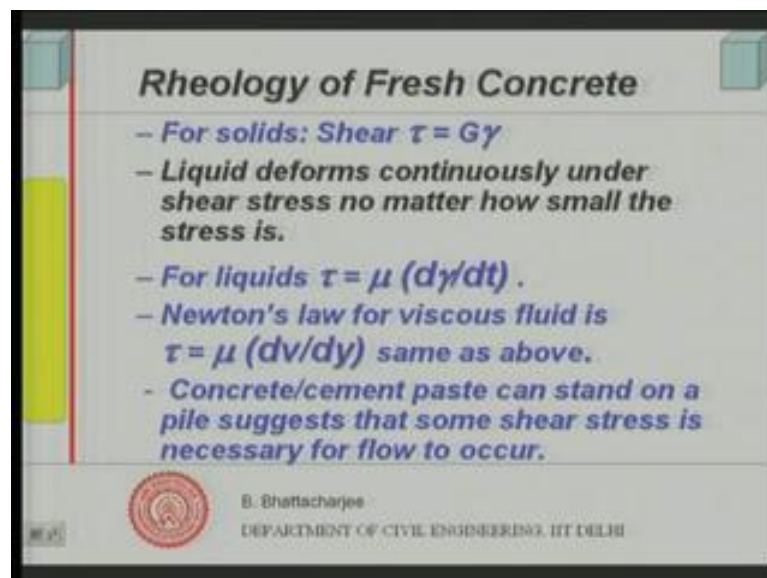 Rheology of Fresh Concrete
– For solids: Shear τ = Gγ
– Liquid deforms continuously under
shear stress no matter how small the
stress is.
– For liquids τ = μ (dγ/dt) .
– Newton's law for viscous fluid is
τ = μ (dv/dy) same as above.
- Concrete/cement paste can stand on a
pile suggests that some shear stress is
necessary for flow to occur.
B. Bhattacharjee
DEPARTMENT OF CIVIL ENGINEERING, IIT DELHI